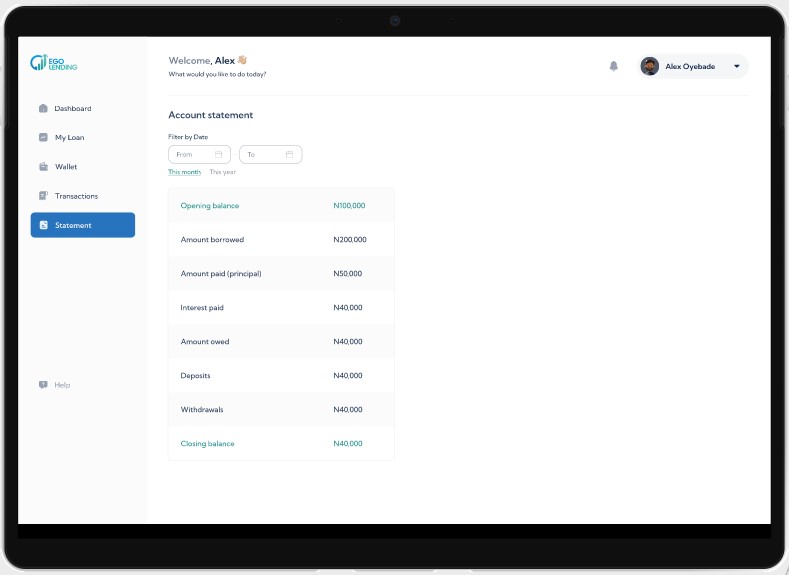 EGO
LENDING
Welcome, Alex 👋🏼
What would you like to do today?
Alex Oyebade
Dashboard
My Loan
Wallet
Transactions
Statement
Help
Account statement
Filter by Date
From
To
This month
This year
Opening balance N100,000
Amount borrowed N200,000
Amount paid (principal) N50,000
Interest paid N40,000
Amount owed N40,000
Deposits N40,000
Withdrawals N40,000
Closing balance N40,000